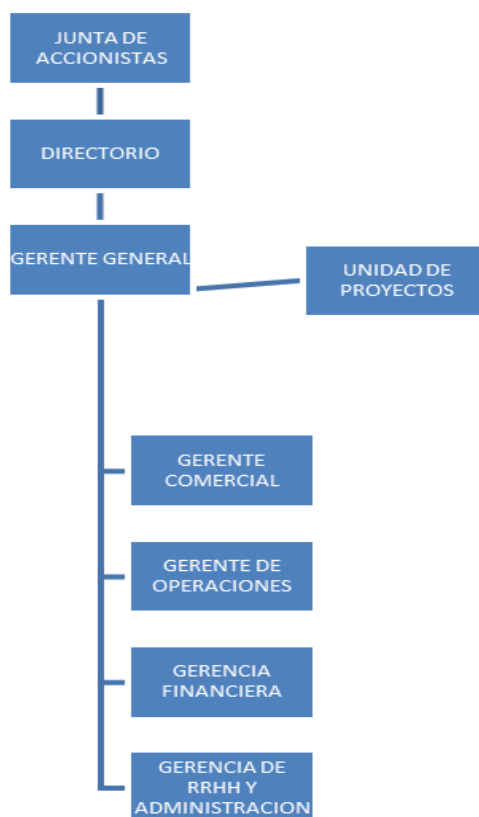 JUNTA DE
ACCIONISTAS
DIRECTORIO
GERENTE GENERAL
UNIDAD DE
PROYECTOS
GERENTE
COMERCIAL
GERENTE DE
OPERACIONES
GERENCIA
FINANCIERA
GERENCIA DE
RRHH Y
ADMINISTRACION